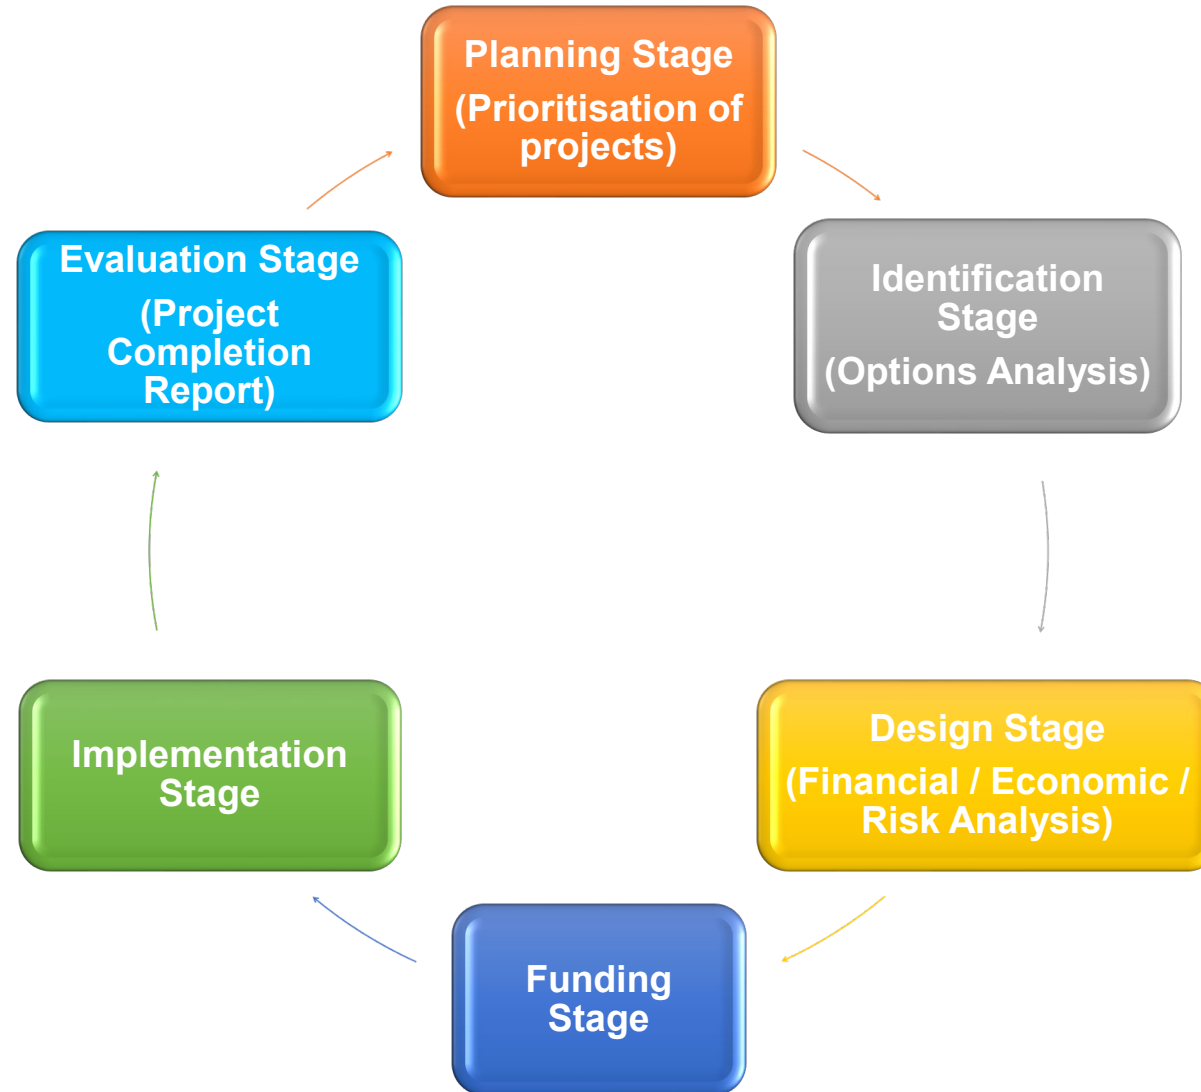 Planning Stage
(Prioritisation of
projects)
Identification
Stage
(Options Analysis)
Design Stage
(Financial / Economic /
Risk Analysis)
Funding
Stage
Implementation
Stage
Evaluation Stage
(Project
Completion
Report)